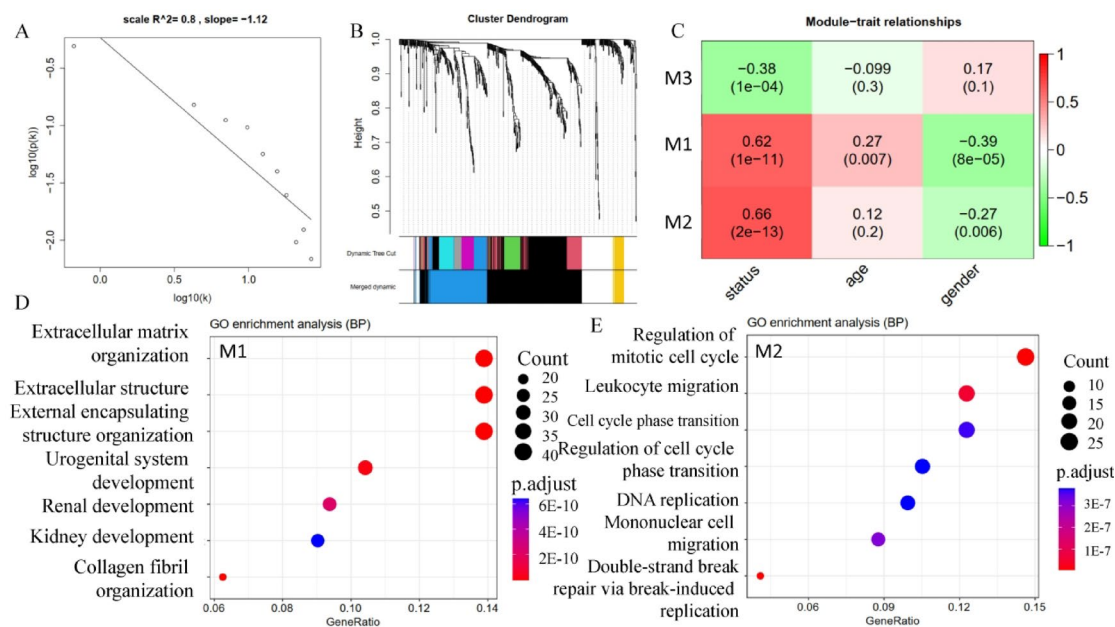 A
scale R^2= 0.8 , slope= −1.12
log10(p(k))
−0.5
−1.0
−1.5
−2.0
0.0
0.5
1.0
log10(k)
B
Cluster Dendrogram
Height
1.0
0.9
0.8
0.7
0.6
0.5
Dynamic Tree Cut
Merged dynamic
C
Module−trait relationships
M3
−0.38
(1e−04)
−0.099
(0.3)
0.17
(0.1)
M1
0.62
(1e−11)
0.27
(0.007)
−0.39
(8e−05)
M2
0.66
(2e−13)
0.12
(0.2)
−0.27
(0.006)
status
age
gender
1
0.5
0
−0.5
−1
D
GO enrichment analysis (BP)
M1
Extracellular matrix
organization
Extracellular structure
External encapsulating
structure organization
Urogenital system
development
Renal development
Kidney development
Collagen fibril
organization
0.06
0.08
0.10
0.12
0.14
GeneRatio
Count
20
25
30
35
40
p.adjust
6E-10
4E-10
2E-10
E
GO enrichment analysis (BP)
M2
Regulation of
mitotic cell cycle
Leukocyte migration
Cell cycle phase transition
Regulation of cell cycle
phase transition
DNA replication
Mononuclear cell
migration
Double-strand break
repair via break-induced
replication
0.06
0.09
0.12
0.15
GeneRatio
Count
10
15
20
25
p.adjust
3E-7
2E-7
1E-7